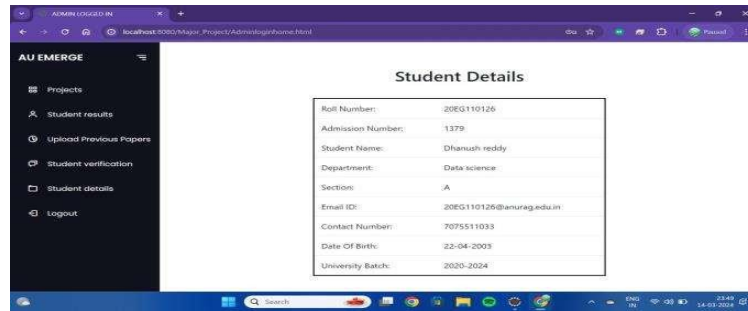 ADMIN LOGGED IN
localhost:8080/Major_Project/Adminloginhome.html
Paused
AU EMERGE
Projects
Student results
Upload Previous Papers
Student verification
Student details
Logout
Student Details
Roll Number: 20EG110126
Admission Number: 1379
Student Name: Dhanush reddy
Department: Data science
Section: A
Email ID: 20EG110126@anurag.edu.in
Contact Number: 7075511033
Date Of Birth: 22-04-2003
University Batch: 2020-2024
Search
ENG
IN
23:49
14-03-2024